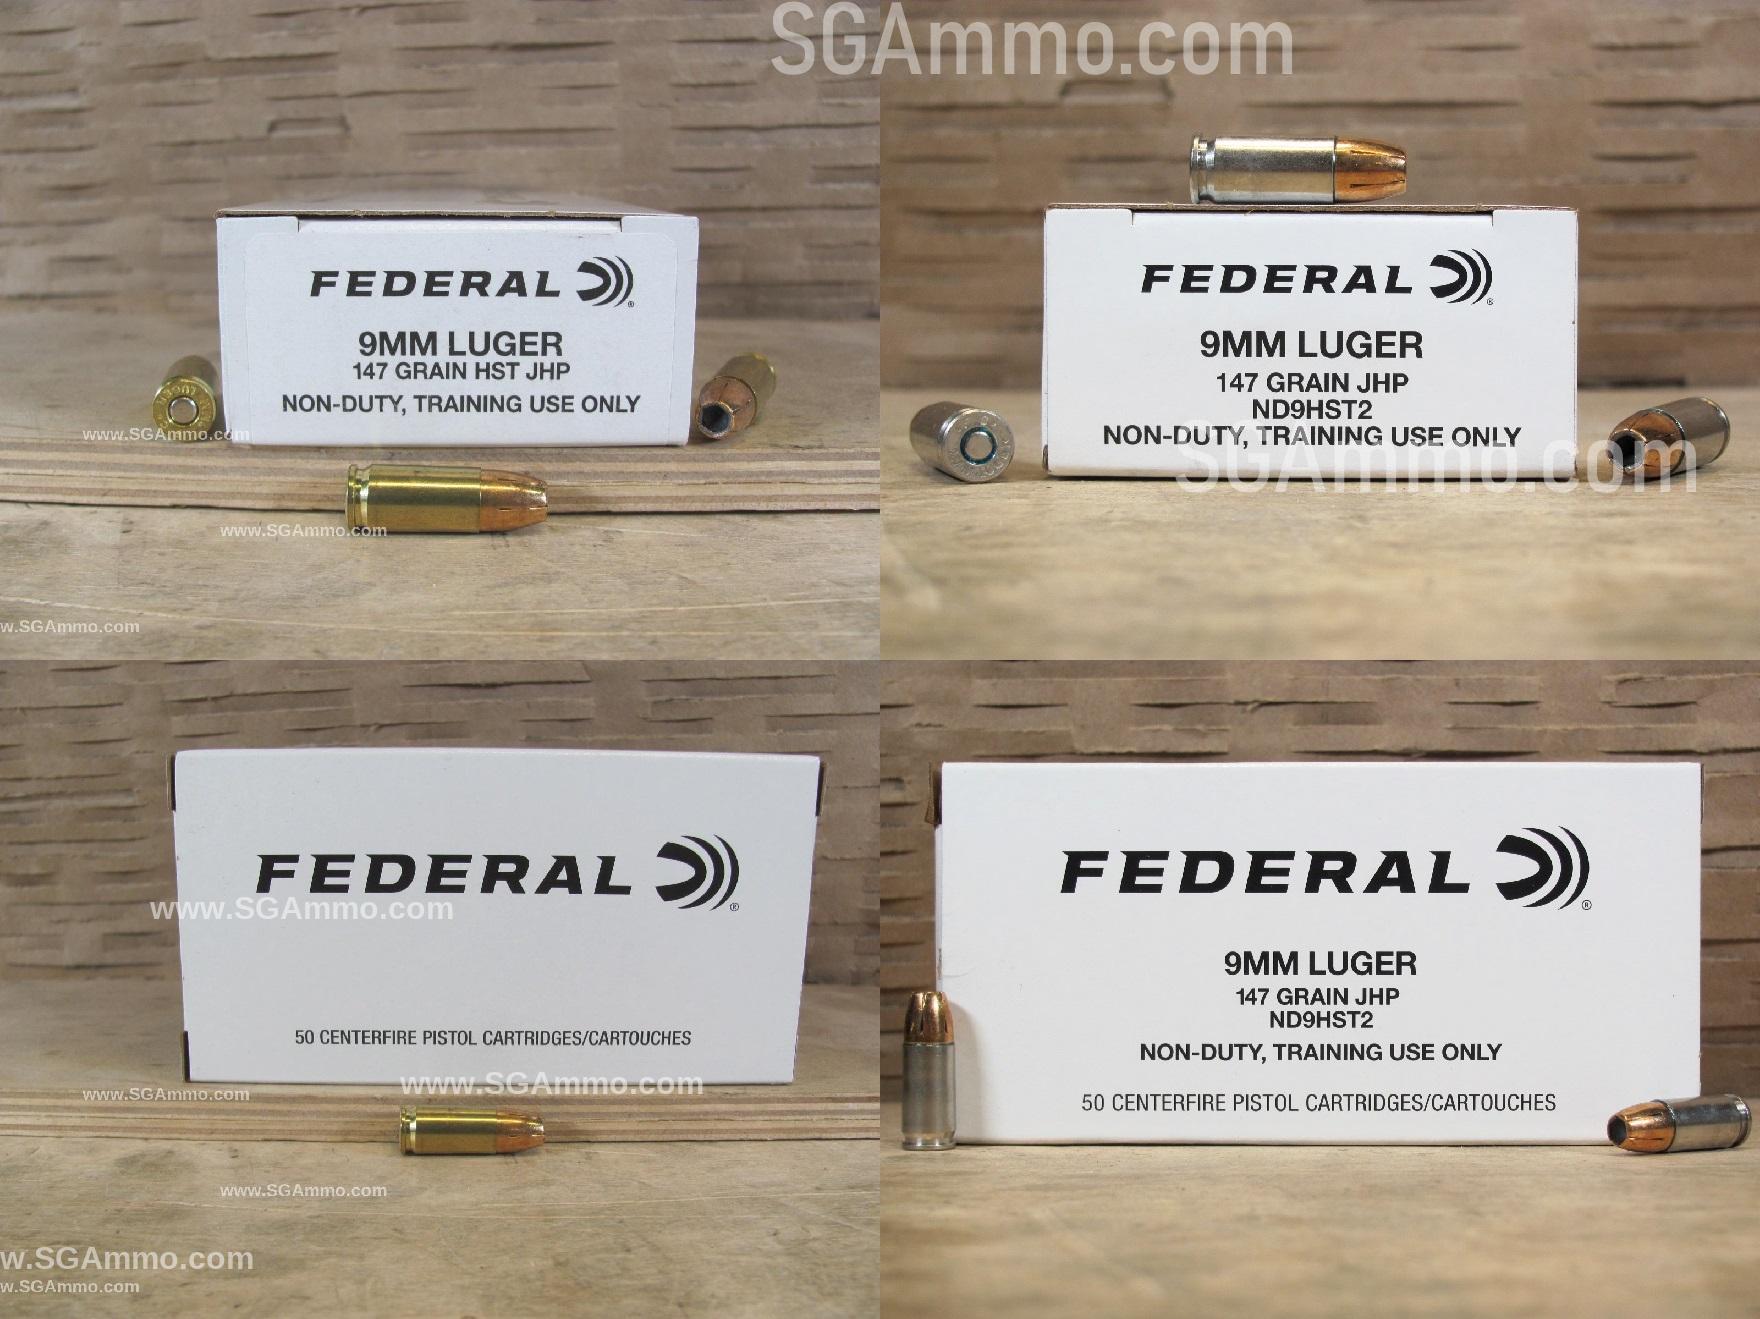 SGAmmo.com
FEDERAL ®
9MM LUGER
147 GRAIN HST JHP
NON-DUTY, TRAINING USE ONLY
www.SGAmmo.com
www.SGAmmo.com
w.SGAmmo.com
FEDERAL ®
9MM LUGER
147 GRAIN JHP
ND9HST2
NON-DUTY, TRAINING USE ONLY
SGAmmo.com
FEDERAL ®
www.SGAmmo.com
50 CENTERFIRE PISTOL CARTRIDGES/CARTOUCHES
www.SGAmmo.com
www.SGAmmo.com
www.SGAmmo.com
w.SGAmmo.com
w.SGAmmo.com
FEDERAL ®
9MM LUGER
147 GRAIN JHP
ND9HST2
NON-DUTY, TRAINING USE ONLY
50 CENTERFIRE PISTOL CARTRIDGES/CARTOUCHES